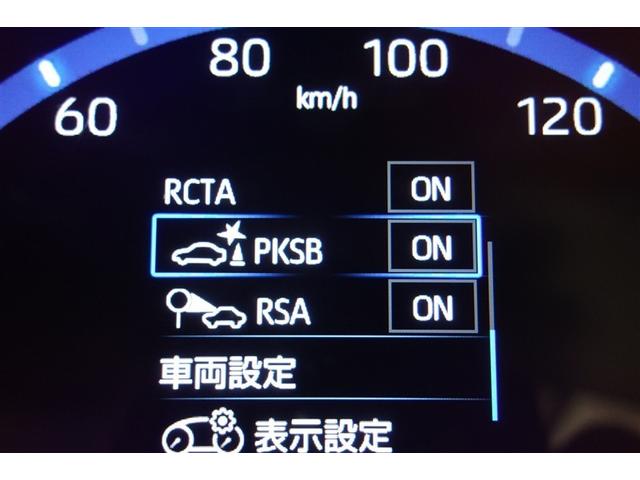 80 100
km/h
60 120
RCTA ON
PKSB ON
RSA ON
車両設定
表示設定